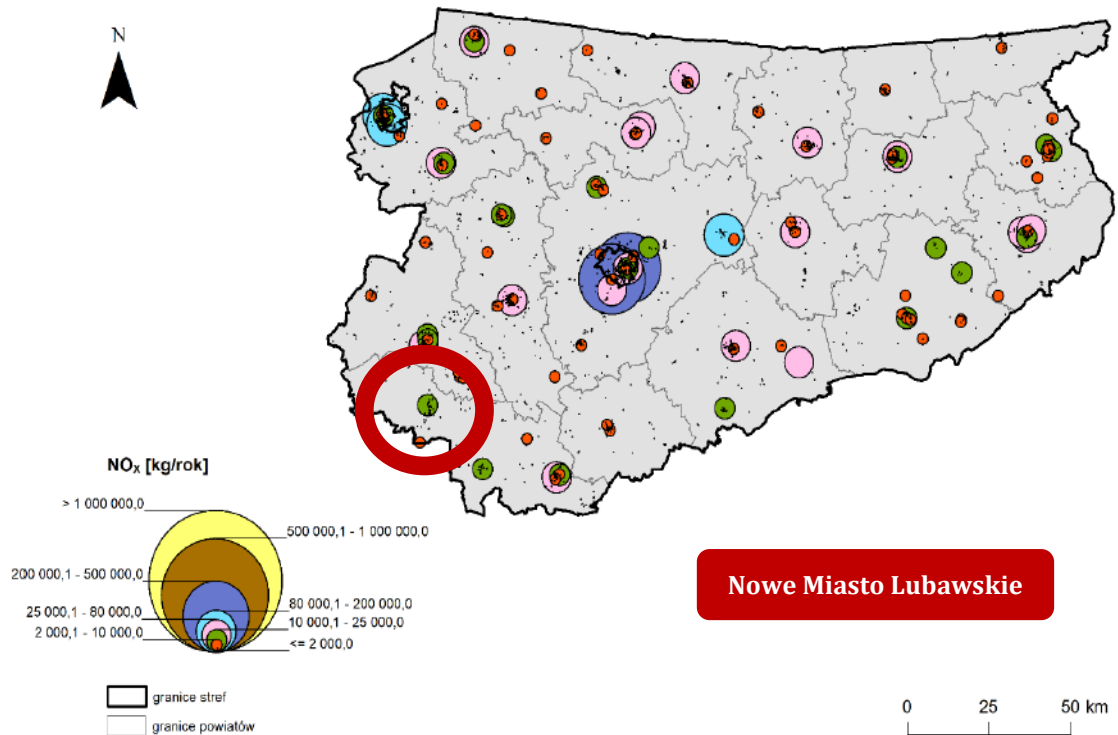 N
NOx [kg/rok]
> 1 000 000,0
500 000,1 - 1 000 000,0
200 000,1 - 500 000,0
80 000,1 - 200 000,0
25 000,1 - 80 000,0
10 000,1 - 25 000,0
2 000,1 - 10 000,0
<= 2 000,0
granice stref
granice powiatów
Nowe Miasto Lubawskie
0 25 50 km